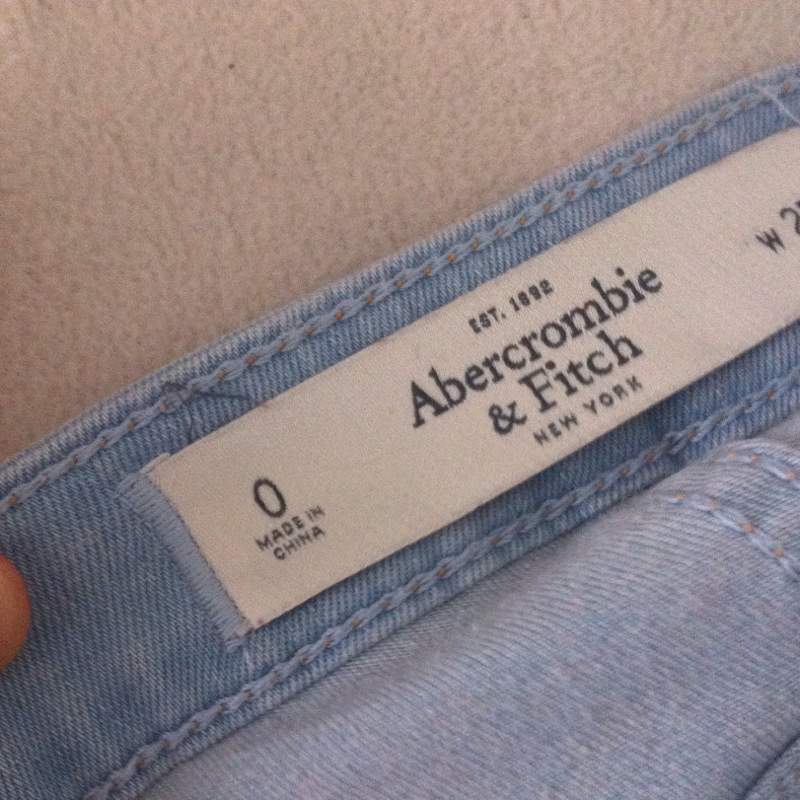 0
MADE IN
CHINA
EST. 1892
Abercrombie
& Fitch
NEW YORK
W